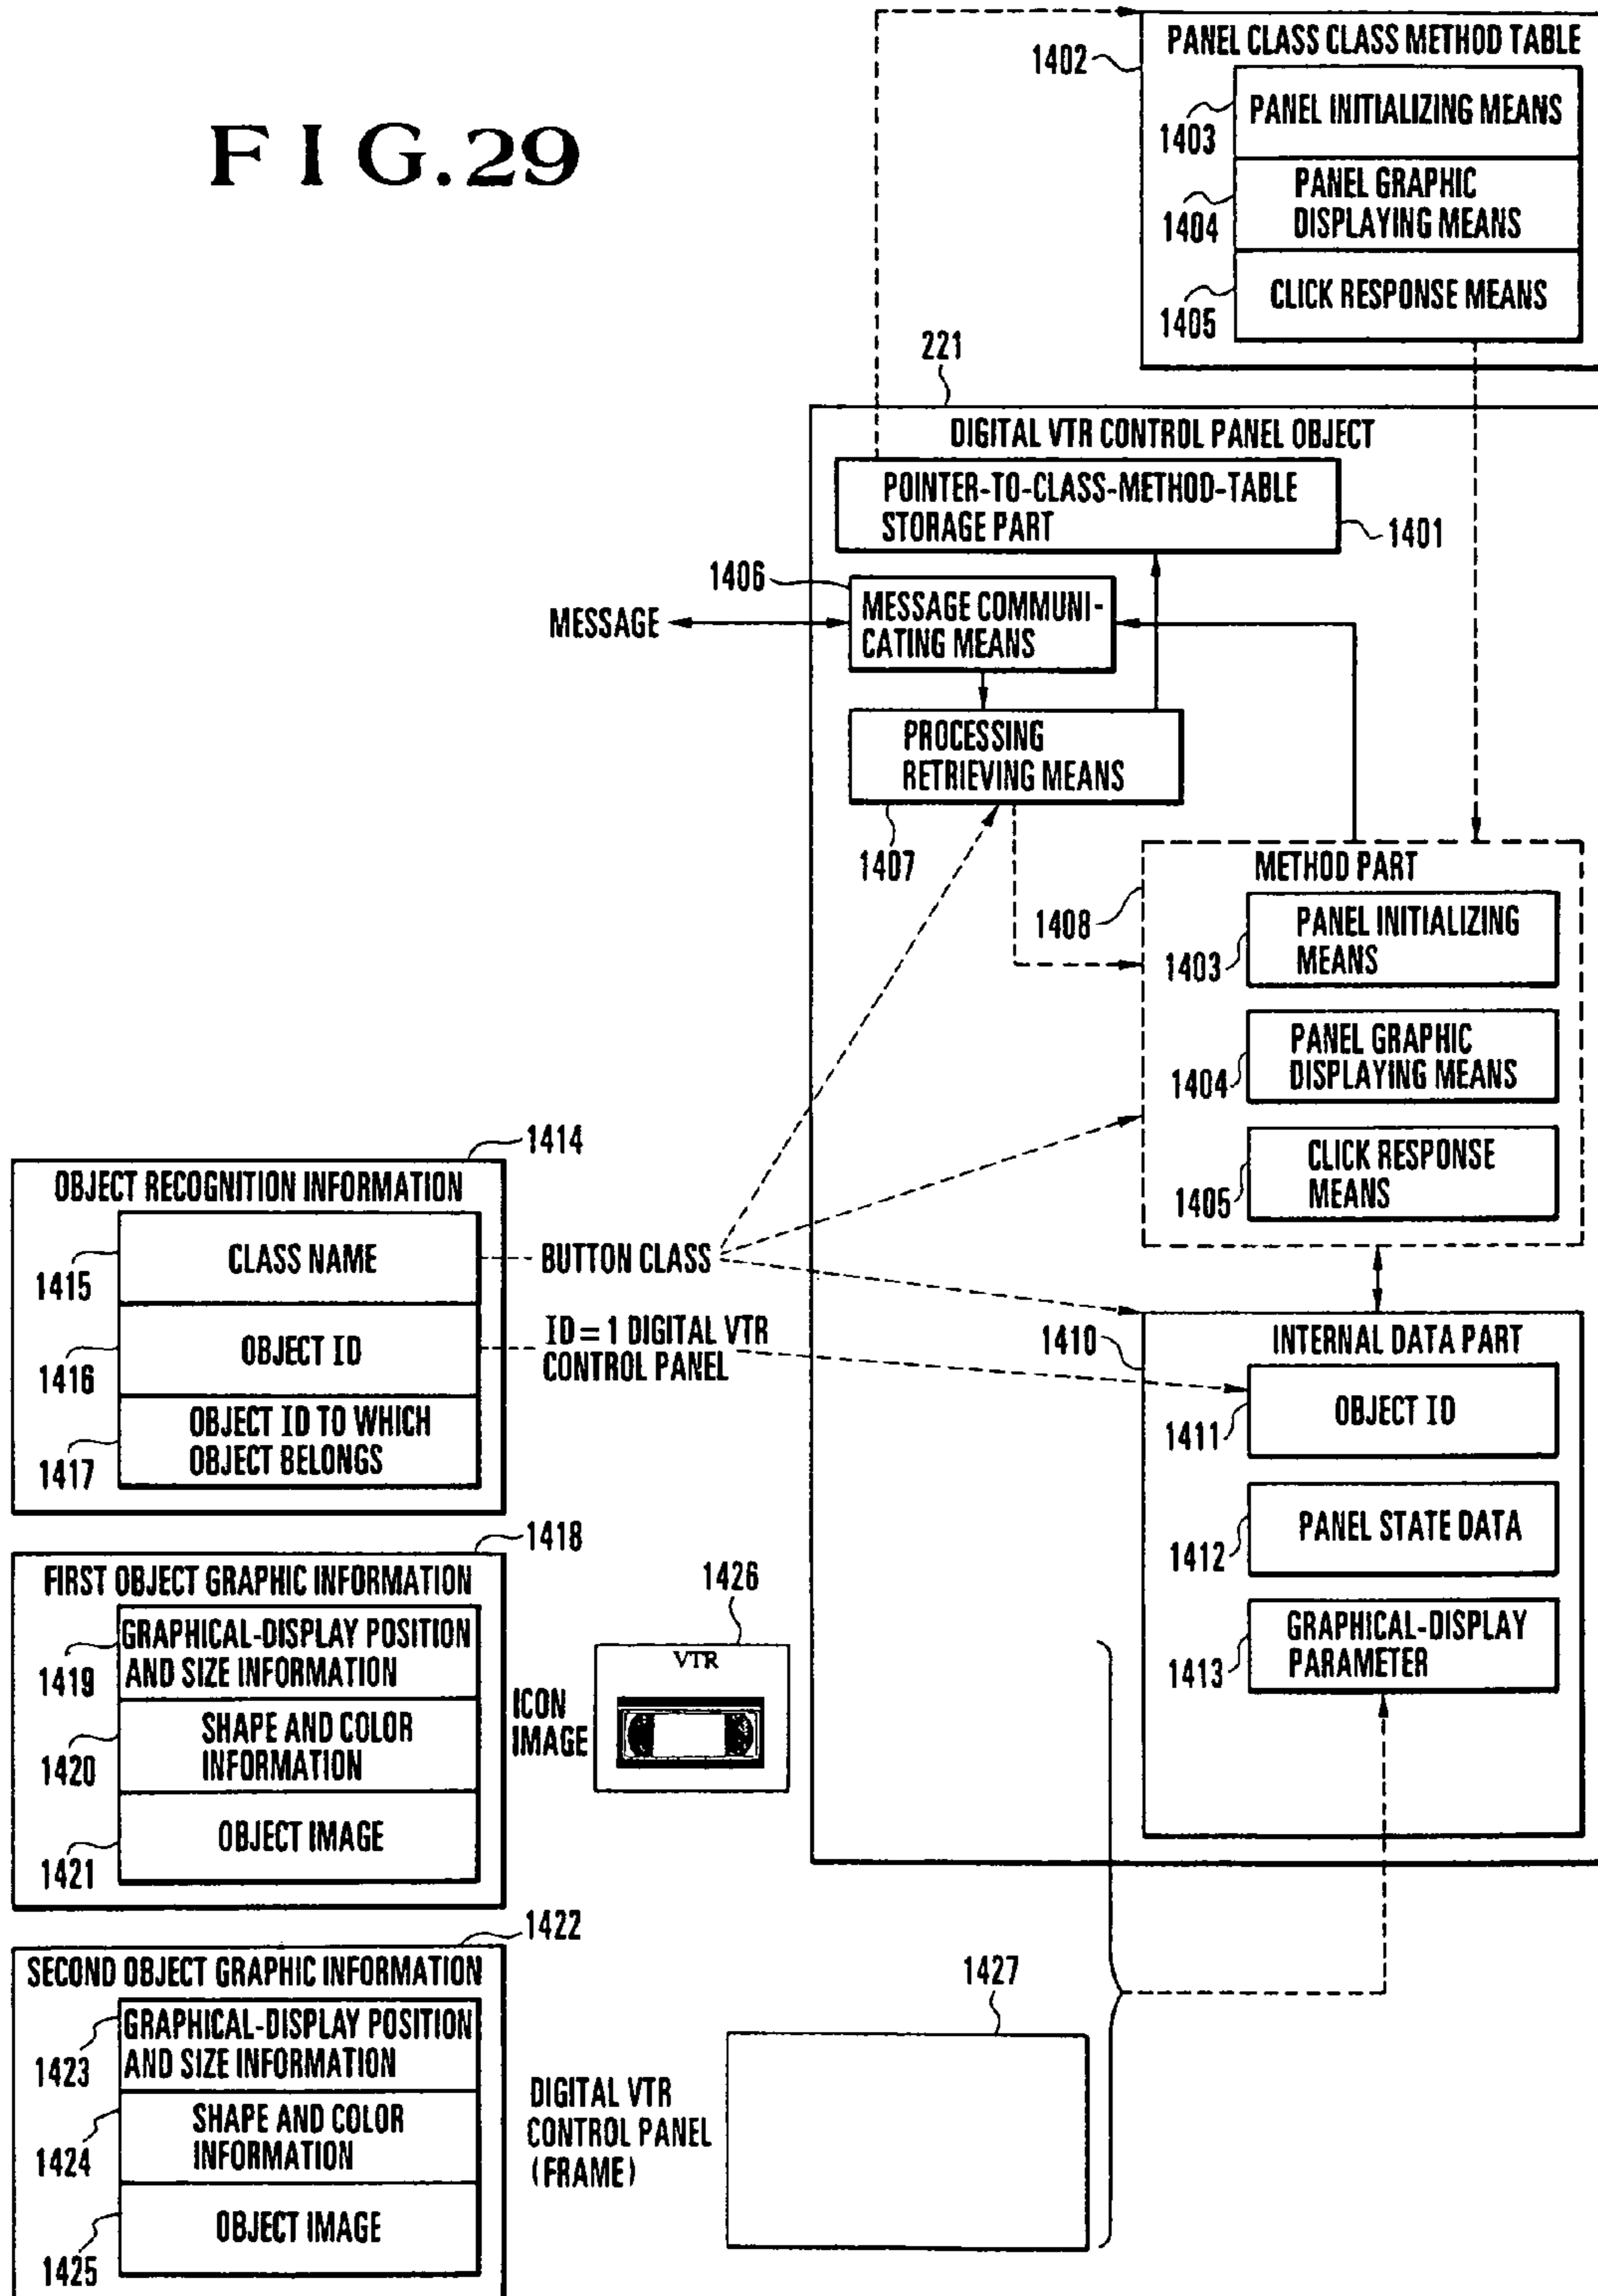 FIG.29
PANEL CLASS CLASS METHOD TABLE
1402
PANEL INITIALIZING MEANS
1403
PANEL GRAPHIC
DISPLAYING MEANS
1404
CLICK RESPONSE MEANS
1405
221
DIGITAL VTR CONTROL PANEL OBJECT
POINTER-TO-CLASS-METHOD-TABLE
STORAGE PART
1401
1406
MESSAGE
MESSAGE COMMUNI-
CATING MEANS
PROCESSING
RETRIEVING MEANS
1407
METHOD PART
1408
PANEL INITIALIZING
MEANS
1403
PANEL GRAPHIC
DISPLAYING MEANS
1404
CLICK RESPONSE
MEANS
1405
1414
OBJECT RECOGNITION INFORMATION
CLASS NAME
1415
BUTTON CLASS
OBJECT ID
1416
ID=1 DIGITAL VTR
CONTROL PANEL
OBJECT ID TO WHICH
OBJECT BELONGS
1417
1410
INTERNAL DATA PART
OBJECT ID
1411
PANEL STATE DATA
1412
GRAPHICAL-DISPLAY
PARAMETER
1413
1418
FIRST OBJECT GRAPHIC INFORMATION
GRAPHICAL-DISPLAY POSITION
AND SIZE INFORMATION
1419
SHAPE AND COLOR
INFORMATION
1420
OBJECT IMAGE
1421
ICON
IMAGE
1426
VTR
1422
SECOND OBJECT GRAPHIC INFORMATION
GRAPHICAL-DISPLAY POSITION
AND SIZE INFORMATION
1423
SHAPE AND COLOR
INFORMATION
1424
OBJECT IMAGE
1425
DIGITAL VTR
CONTROL PANEL
(FRAME)
1427